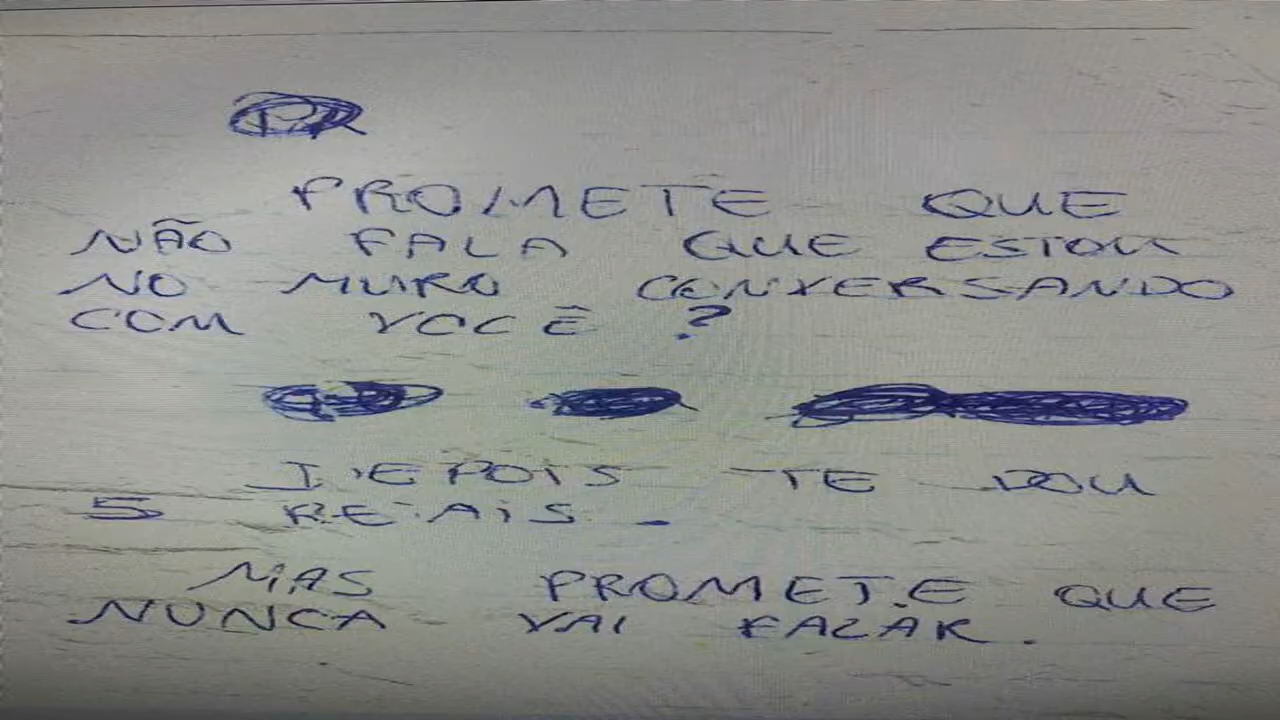 PROMETE QUE
NÃO FALA QUE ESTOU
NO MURO CONVERSANDO
COM VOCÊ ?
DEPOIS TE DOU
5 REAIS.
MAS PROMETE QUE
NUNCA VAI FALAR.